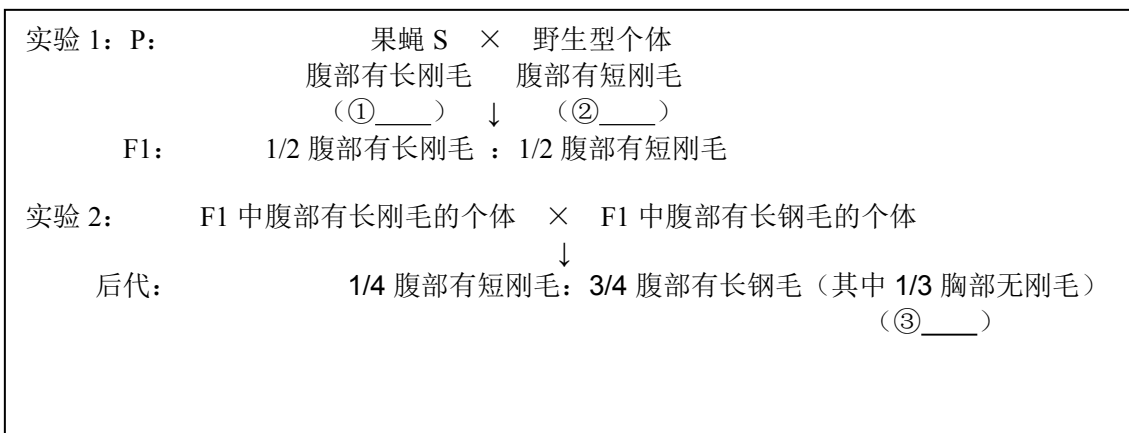 实验 1：P： 果蝇 S × 野生型个体
腹部有长刚毛 腹部有短刚毛
（①____） ↓ （②____）
F1： 1/2 腹部有长刚毛 ：1/2 腹部有短刚毛
实验 2： F1 中腹部有长刚毛的个体 × F1 中腹部有长钢毛的个体
↓
后代： 1/4 腹部有短刚毛：3/4 腹部有长钢毛（其中 1/3 胸部无刚毛）
（③____）